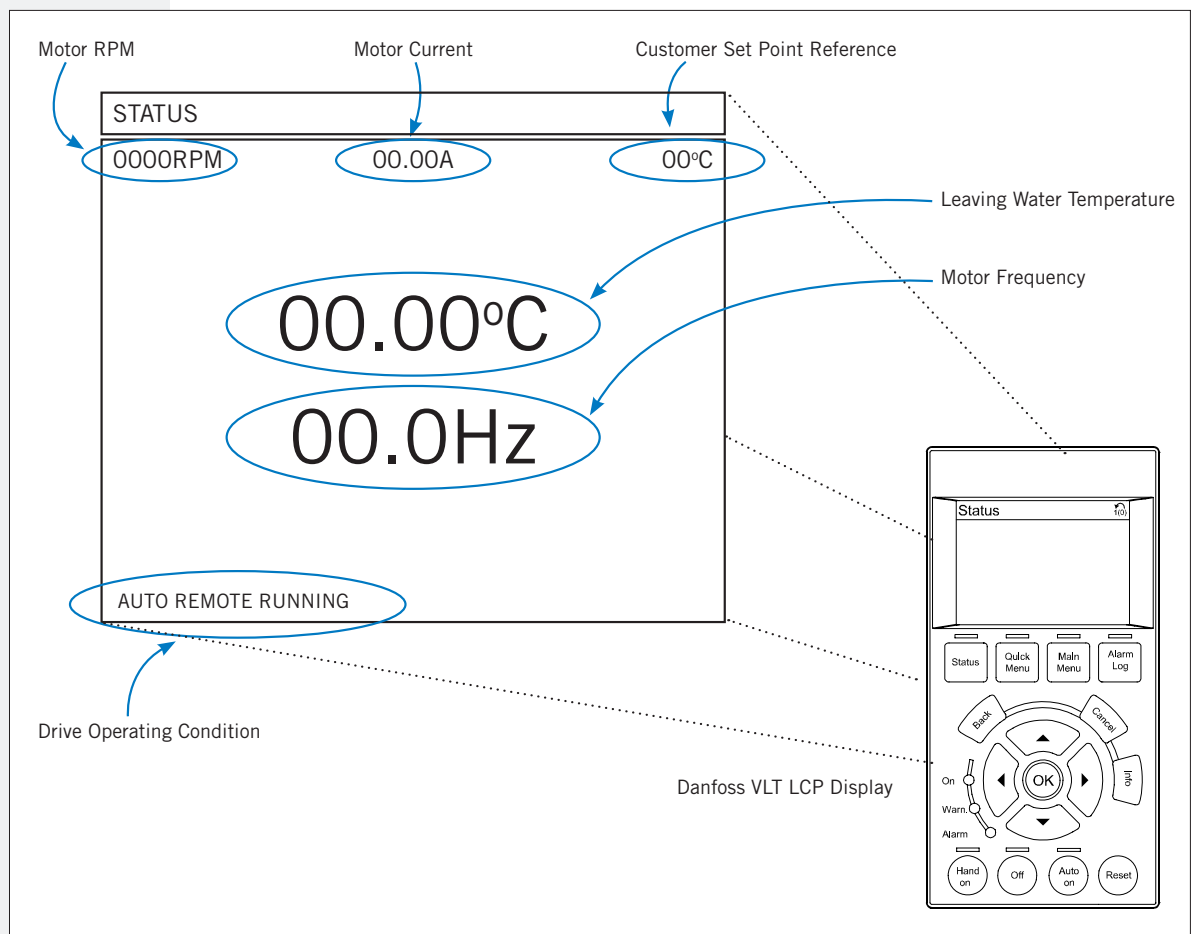 Motor RPM
Motor Current
Customer Set Point Reference
STATUS
0000RPM
00.00A
00ºC
Leaving Water Temperature
00.00ºC
Motor Frequency
00.0Hz
AUTO REMOTE RUNNING
Drive Operating Condition
Danfoss VLT LCP Display
Status
1(0)
Status
Quick
Menu
Main
Menu
Alarm
Log
Back
Cancel
Info
OK
On
Warn.
Alarm
Hand
on
Off
Auto
on
Reset